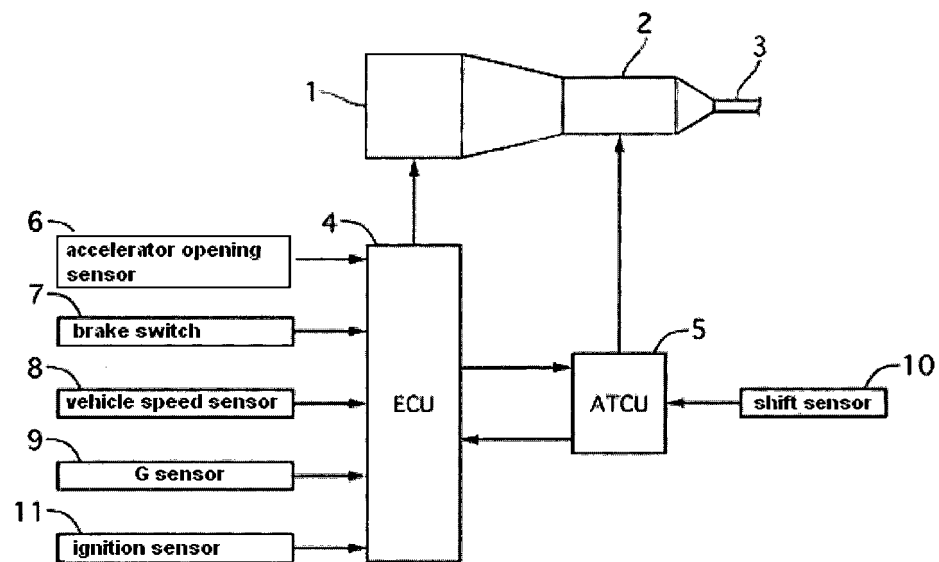 2
3
1
6
accelerator opening
sensor
4
7
brake switch
5
8
vehicle speed sensor
ECU
ATCU
10
shift sensor
9
G sensor
11
ignition sensor